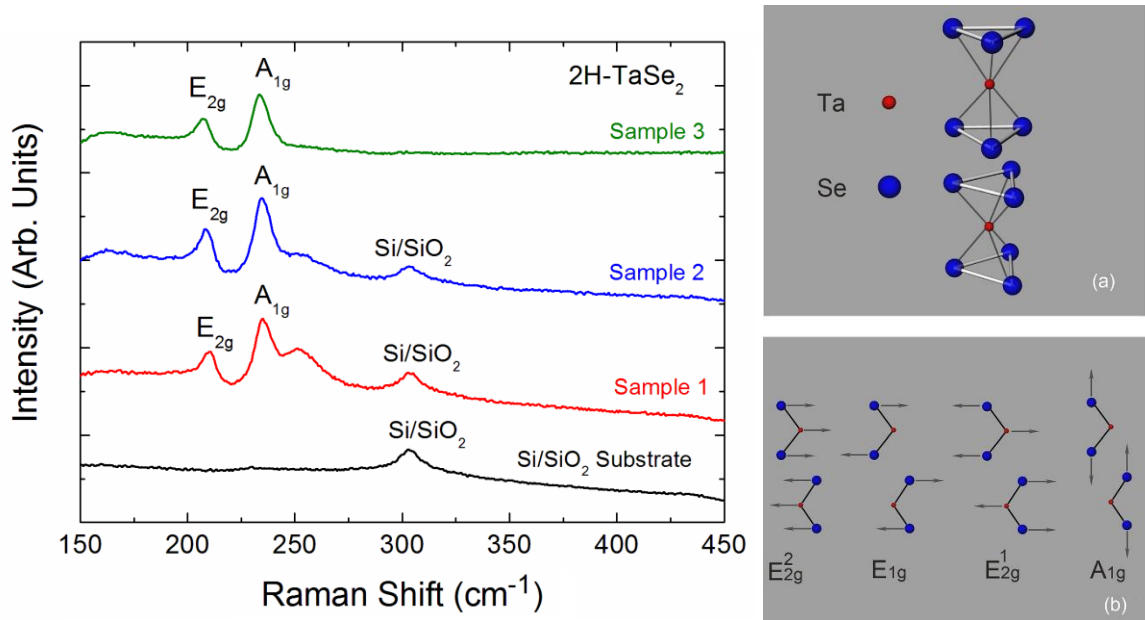 Intensity (Arb. Units)
2H-TaSe₂
E₂g
A₁g
Sample 3
E₂g
A₁g
Si/SiO₂
Sample 2
E₂g
A₁g
Si/SiO₂
Sample 1
Si/SiO₂
Si/SiO₂ Substrate
150 200 250 300 350 400 450
Raman Shift (cm⁻¹)
Ta
Se
(a)
E²₂g E₁g E¹₂g A₁g
(b)